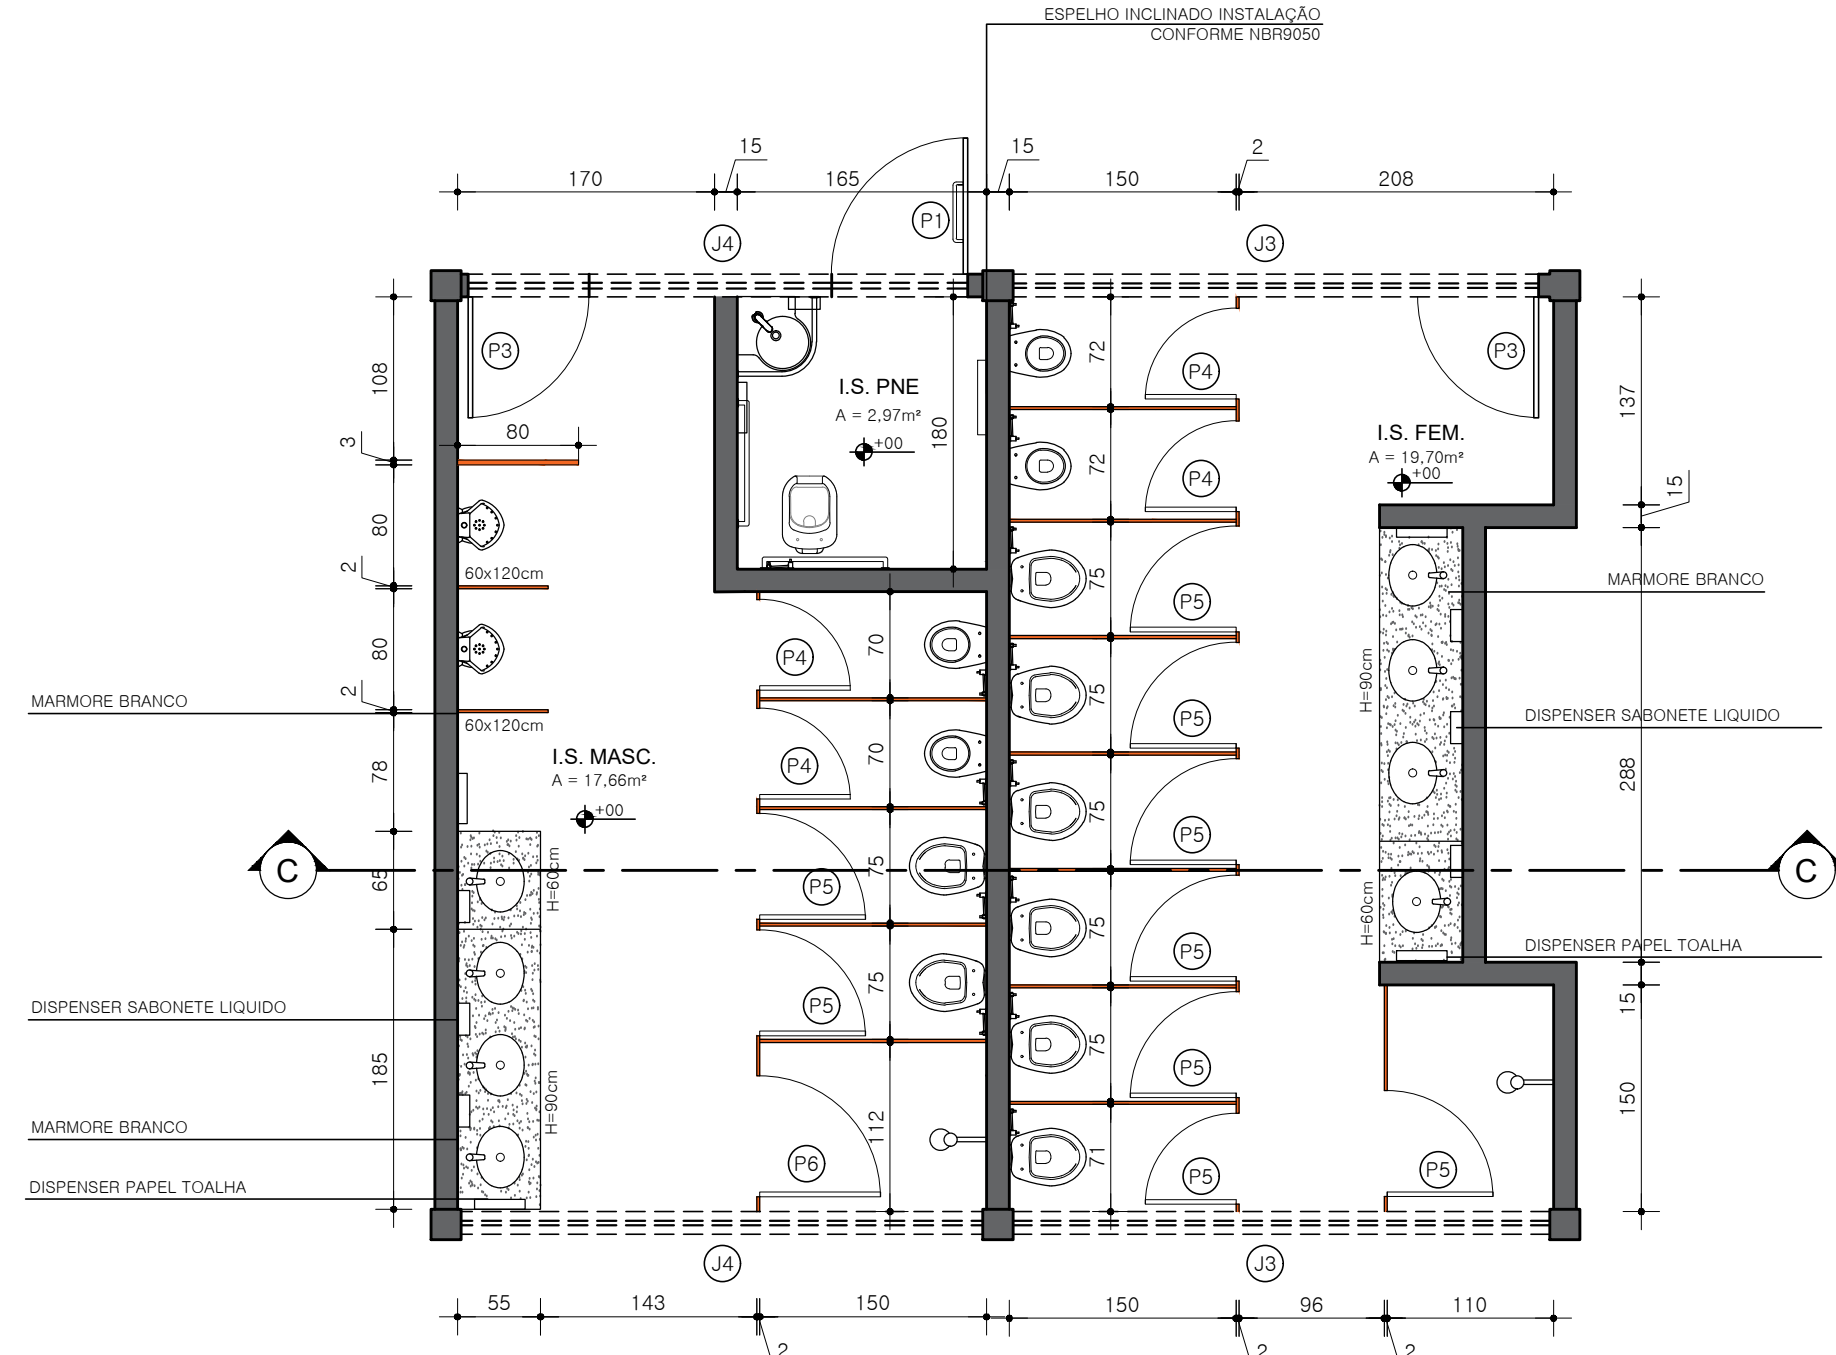 ESPELHO INCLINADO INSTALAÇÃO
CONFORME NBR9050
170
15
165
15
150
2
208
P1
J4
J3
P3
I.S. PNE
A = 2,97m²
+00
180
72
P4
P3
108
137
80
3
72
P4
I.S. FEM.
A = 19,70m²
+00
15
80
2
60x120cm
75
P5
MARMORE BRANCO
80
P4
70
75
P5
H=90cm
2
MARMORE BRANCO
60x120cm
DISPENSER SABONETE LIQUIDO
I.S. MASC.
A = 17,66m²
+00
78
P4
70
75
P5
288
C
65
H=60cm
P5
75
75
P5
H=60cm
C
DISPENSER PAPEL TOALHA
DISPENSER SABONETE LIQUIDO
P5
75
75
P5
15
185
H=90cm
150
MARMORE BRANCO
112
P6
71
P5
P5
DISPENSER PAPEL TOALHA
J4
J3
55
143
2
150
150
2
96
2
110